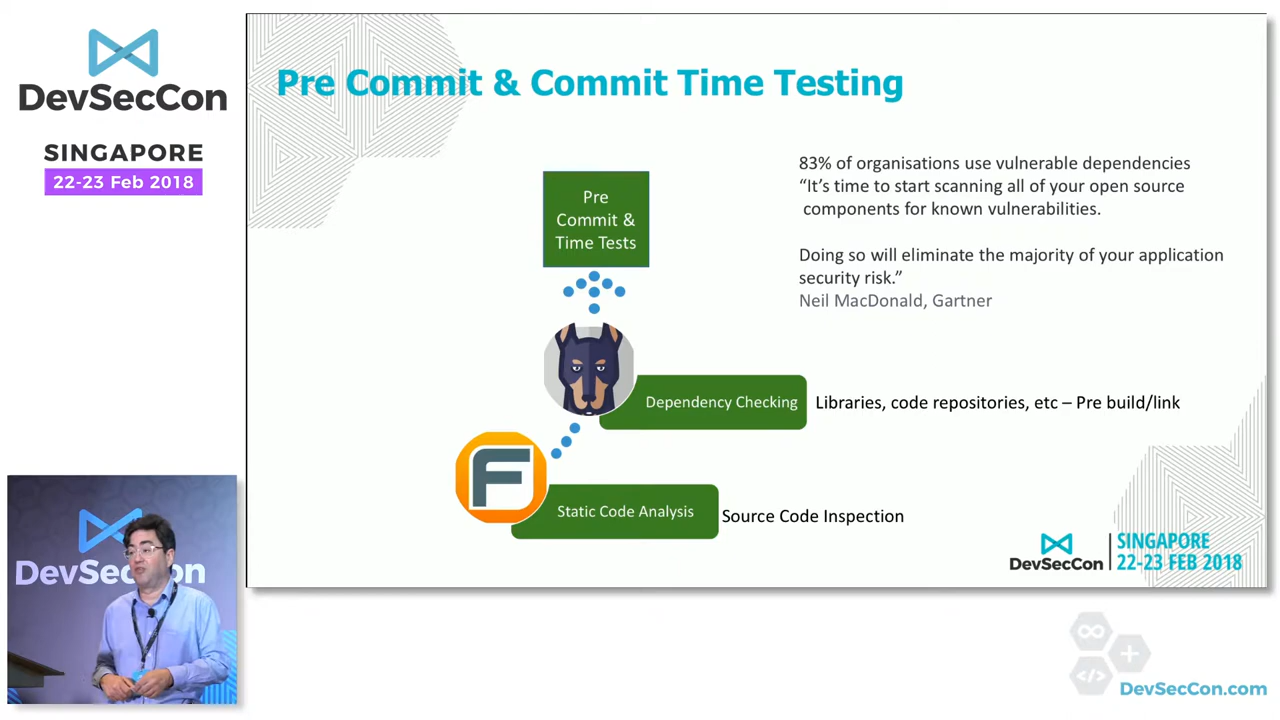 DevSecCon
SINGAPORE
22-23 Feb 2018
Pre Commit & Commit Time Testing
Pre
Commit &
Time Tests
83% of organisations use vulnerable dependencies
“It’s time to start scanning all of your open source
components for known vulnerabilities.
Doing so will eliminate the majority of your application
security risk.”
Neil MacDonald, Gartner
Dependency Checking
Libraries, code repositories, etc – Pre build/link
F
Static Code Analysis
Source Code Inspection
DevSecCon
SINGAPORE
22-23 FEB 2018
DevSecCon
DevSecCon.com